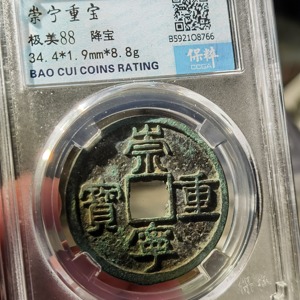 崇宁重宝
极美88 降宝
34.4*1.9mm*8.8g
BAO CUI COINS RATING
B592108766
保粹
崇
寳 重
寧